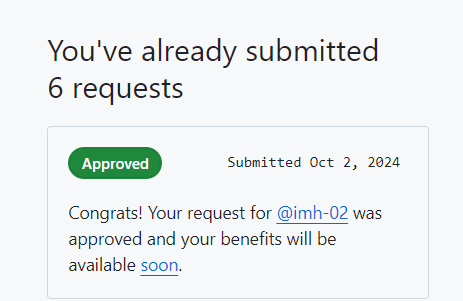 You've already submitted
6 requests
Approved
Submitted Oct 2, 2024
Congrats! Your request for @imh-02 was
approved and your benefits will be
available soon.